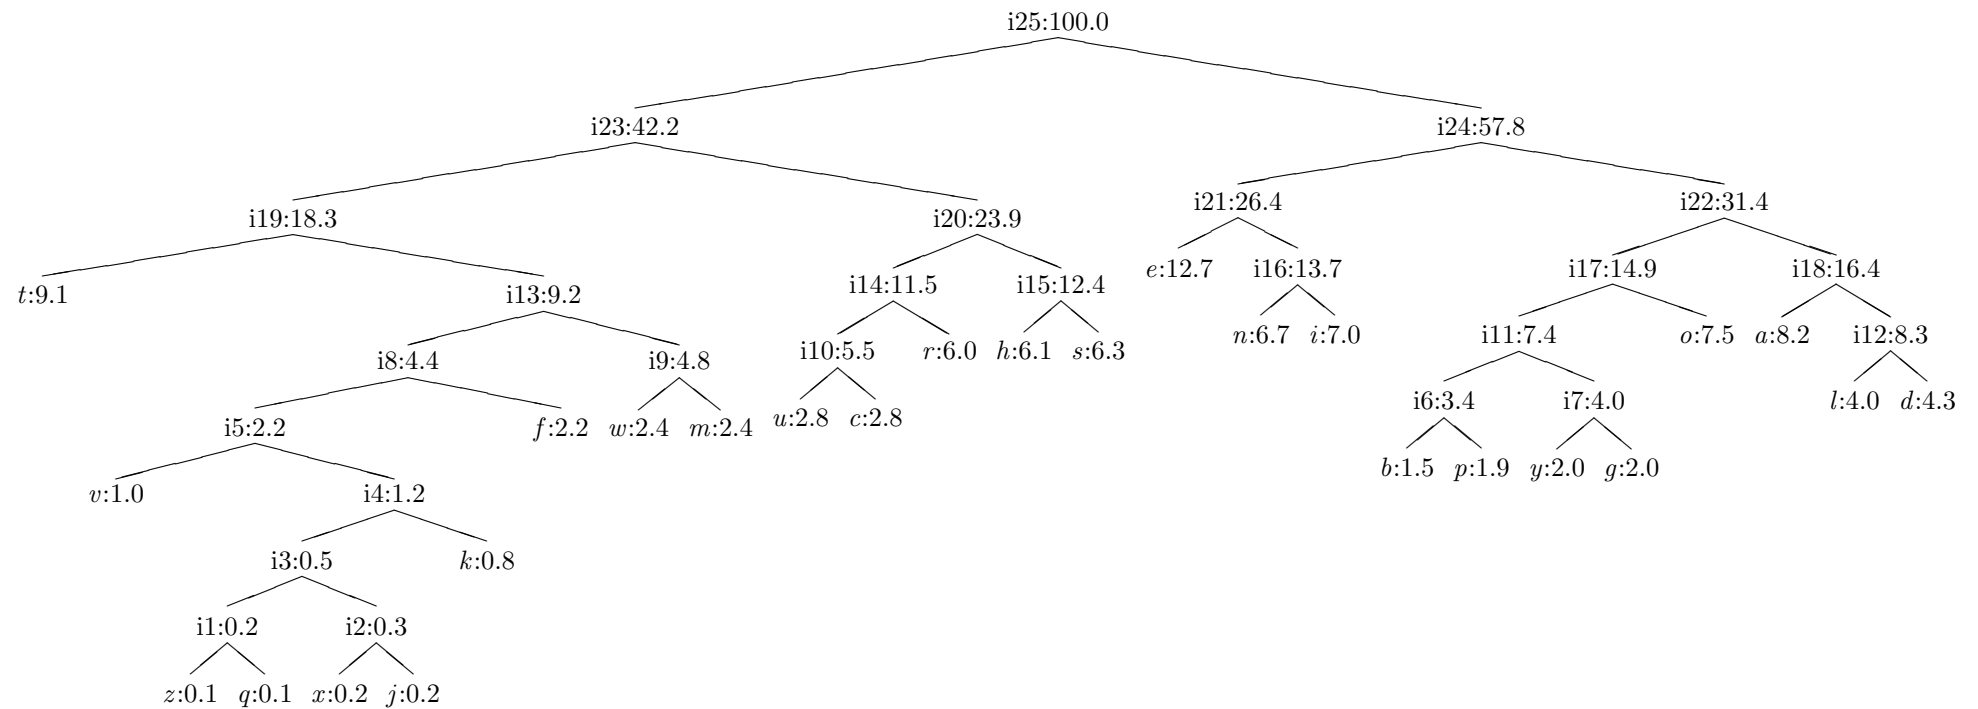 i25:100.0
i23:42.2 i24:57.8
i19:18.3 i20:23.9 i21:26.4 i22:31.4
t:9.1 i13:9.2 i14:11.5 i15:12.4 e:12.7 i16:13.7 i17:14.9 i18:16.4
i8:4.4 i9:4.8 i10:5.5 r:6.0 h:6.1 s:6.3 n:6.7 i:7.0 i11:7.4 o:7.5 a:8.2 i12:8.3
i5:2.2 f:2.2 w:2.4 m:2.4 u:2.8 c:2.8 i6:3.4 i7:4.0 l:4.0 d:4.3
v:1.0 i4:1.2 b:1.5 p:1.9 y:2.0 g:2.0
i3:0.5 k:0.8
i1:0.2 i2:0.3
z:0.1 q:0.1 x:0.2 j:0.2